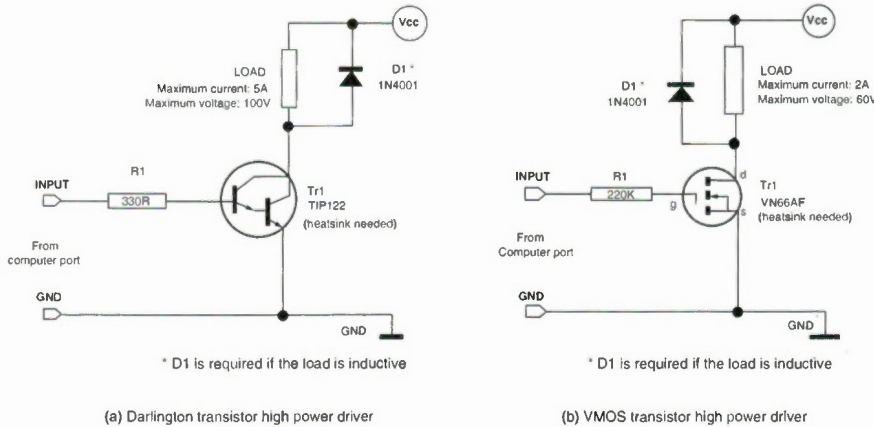 Vcc
LOAD
Maximum current: 5A
Maximum voltage: 100V
D1 *
1N4001
R1
INPUT
330R
Tr1
TIP122
(heatsink needed)
From
computer port
GND
GND
* D1 is required if the load is inductive
(a) Darlington transistor high power driver
Vcc
D1 *
1N4001
LOAD
Maximum current: 2A
Maximum voltage: 60V
R1
INPUT
220K
g
d
s
Tr1
VN66AF
(heatsink needed)
From
Computer port
GND
GND
* D1 is required if the load is inductive
(b) VMOS transistor high power driver